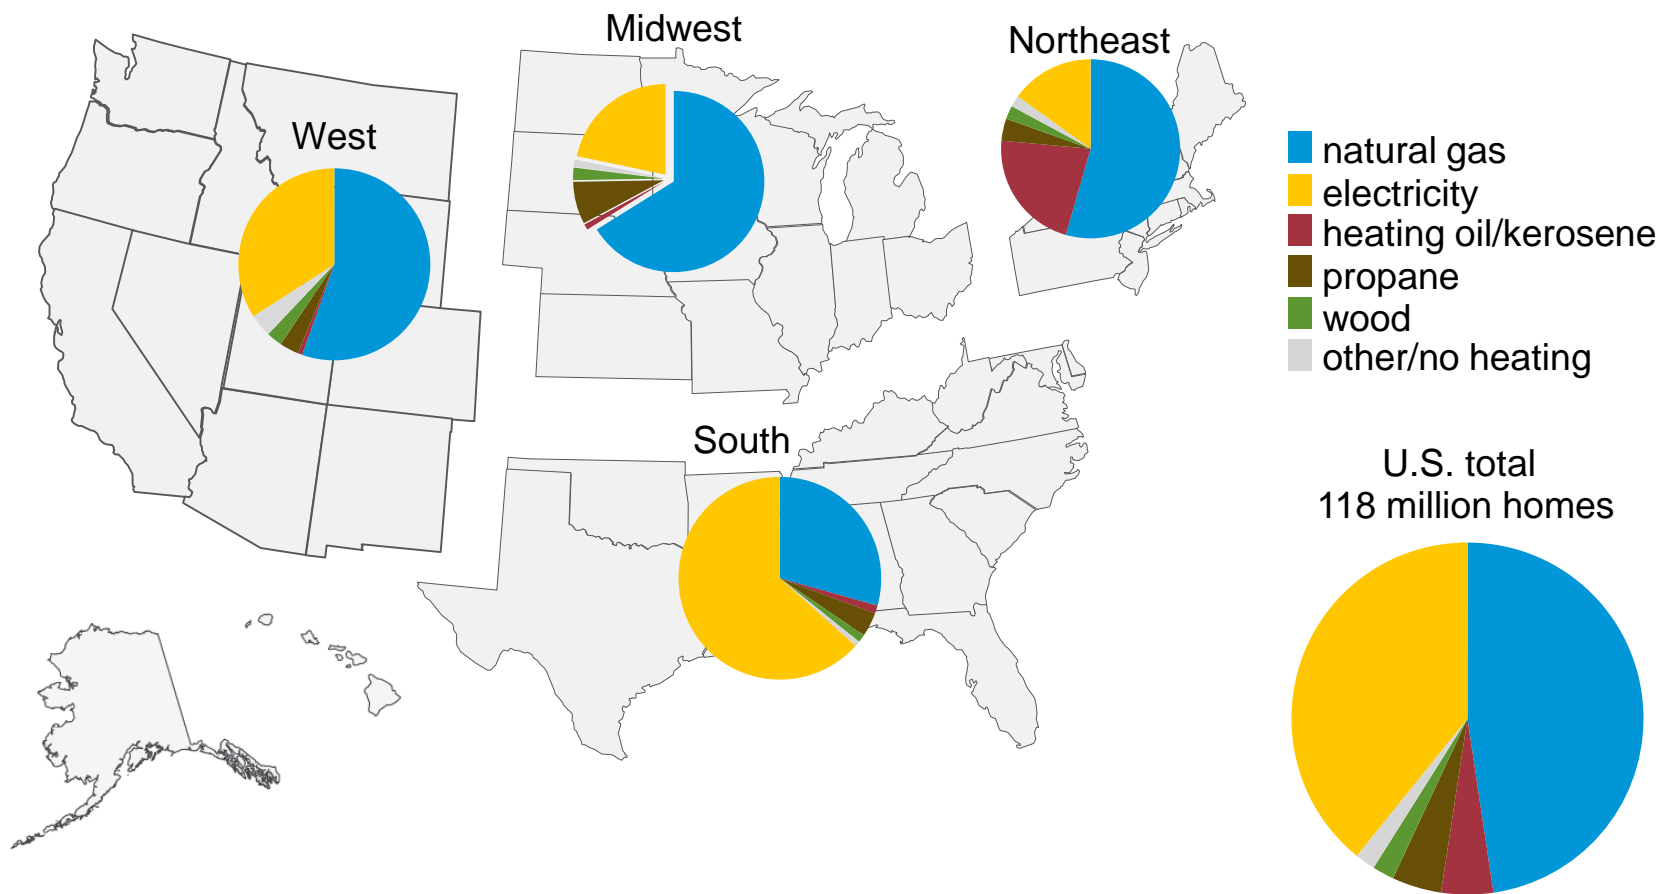 Midwest
Northeast
West
natural gas
electricity
heating oil/kerosene
propane
wood
other/no heating
South
U.S. total
118 million homes